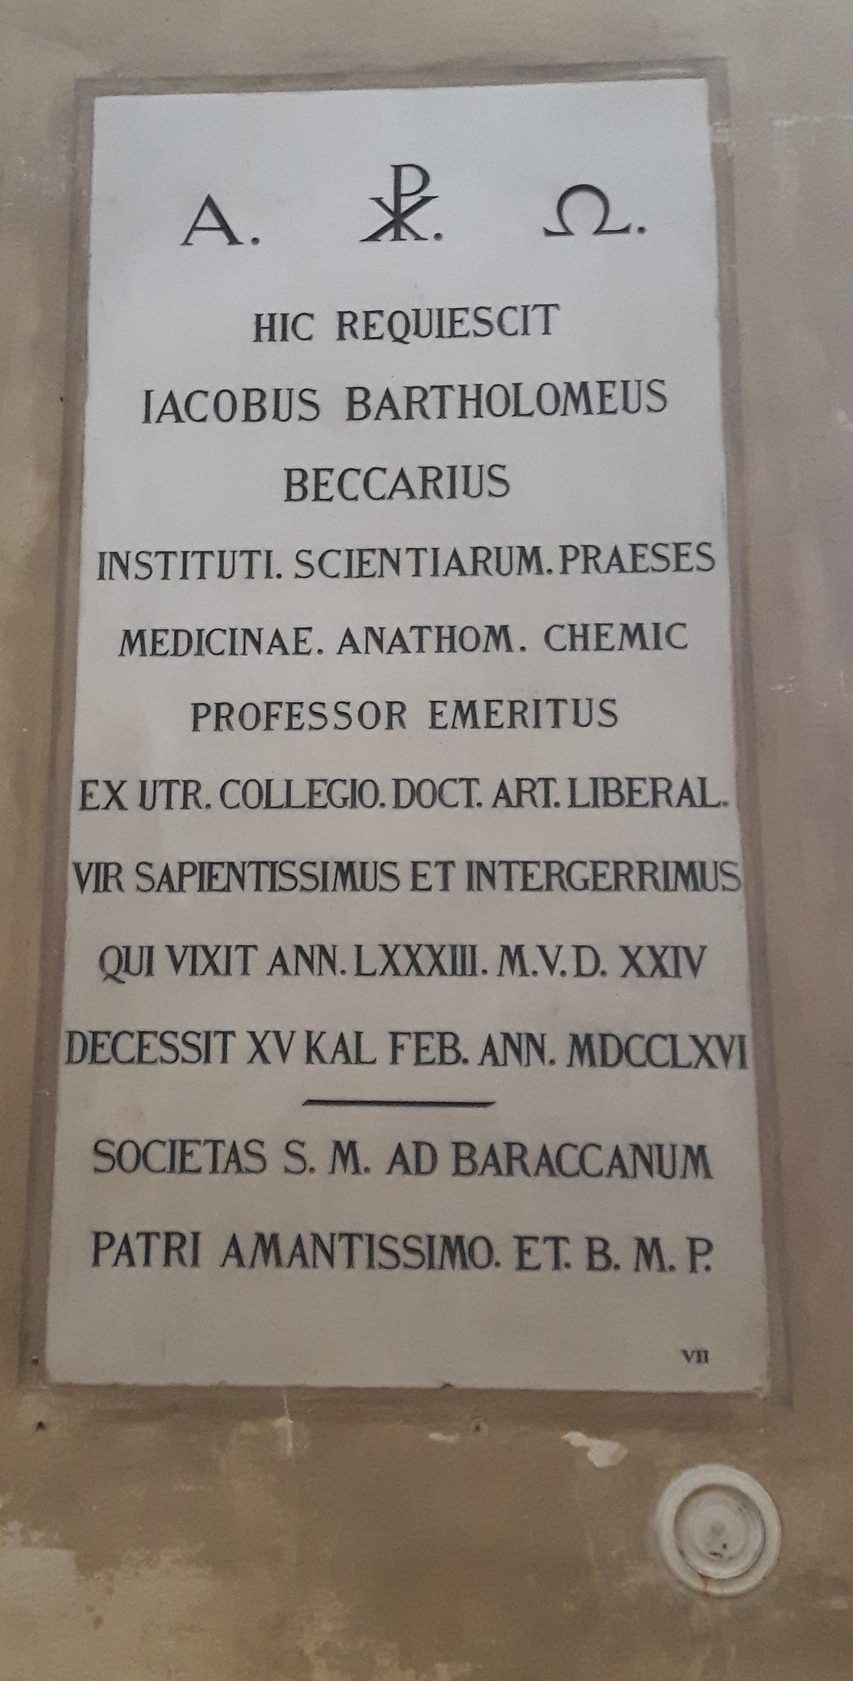 Α. ☧. Ω.
HIC REQUIESCIT
IACOBUS BARTHOLOMEUS
BECCARIUS
INSTITUTI. SCIENTIARUM. PRAESES
MEDICINAE. ANATHOM. CHEMIC
PROFESSOR EMERITUS
EX UTR. COLLEGIO. DOCT. ART. LIBERAL.
VIR SAPIENTISSIMUS ET INTERGERRIMUS
QUI VIXIT ANN. LXXXIII. M.V. D. XXIV
DECESSIT XV KAL FEB. ANN. MDCCLXVI
SOCIETAS S. M. AD BARACCANUM
PATRI AMANTISSIMO. ET. B. M. P.
VII